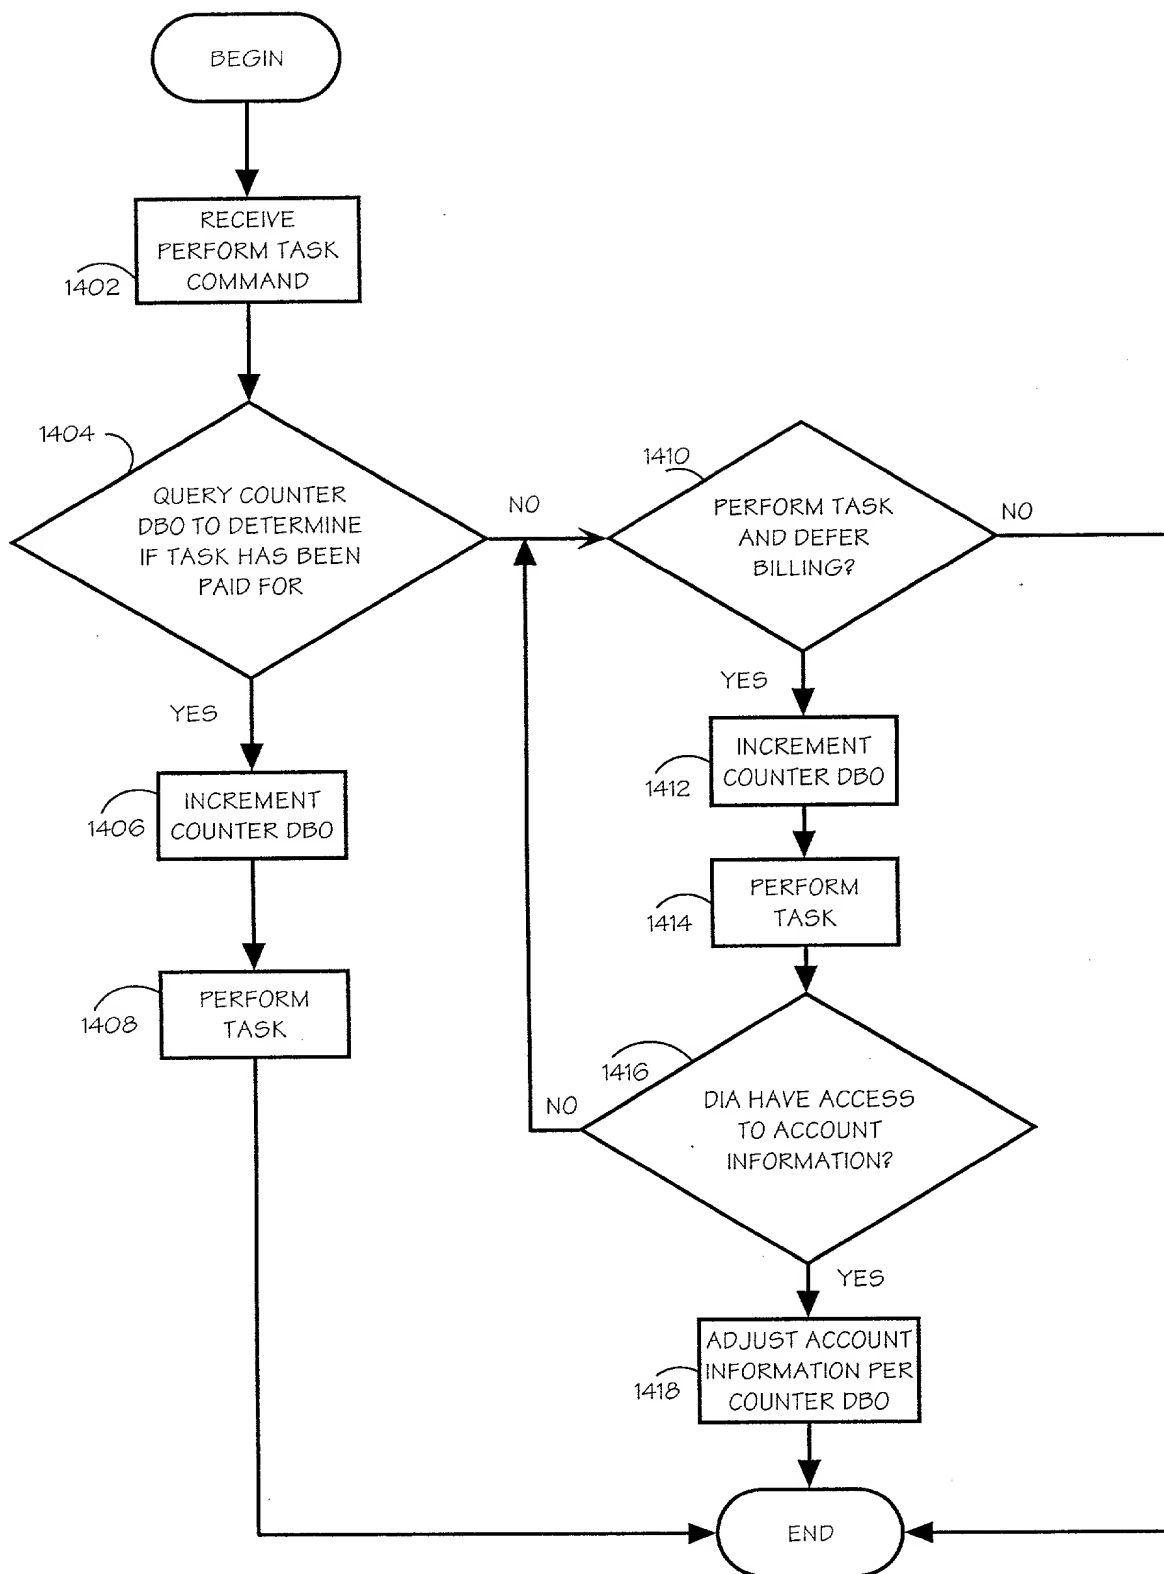 BEGIN
RECEIVE
PERFORM TASK
COMMAND
1402
1404
QUERY COUNTER
DBO TO DETERMINE
IF TASK HAS BEEN
PAID FOR
NO
1410
PERFORM TASK
AND DEFER
BILLING?
NO
YES
YES
INCREMENT
COUNTER DBO
1406
INCREMENT
COUNTER DBO
1412
PERFORM
TASK
1414
PERFORM
TASK
1408
1416
DIA HAVE ACCESS
TO ACCOUNT
INFORMATION?
NO
YES
ADJUST ACCOUNT
INFORMATION PER
COUNTER DBO
1418
END